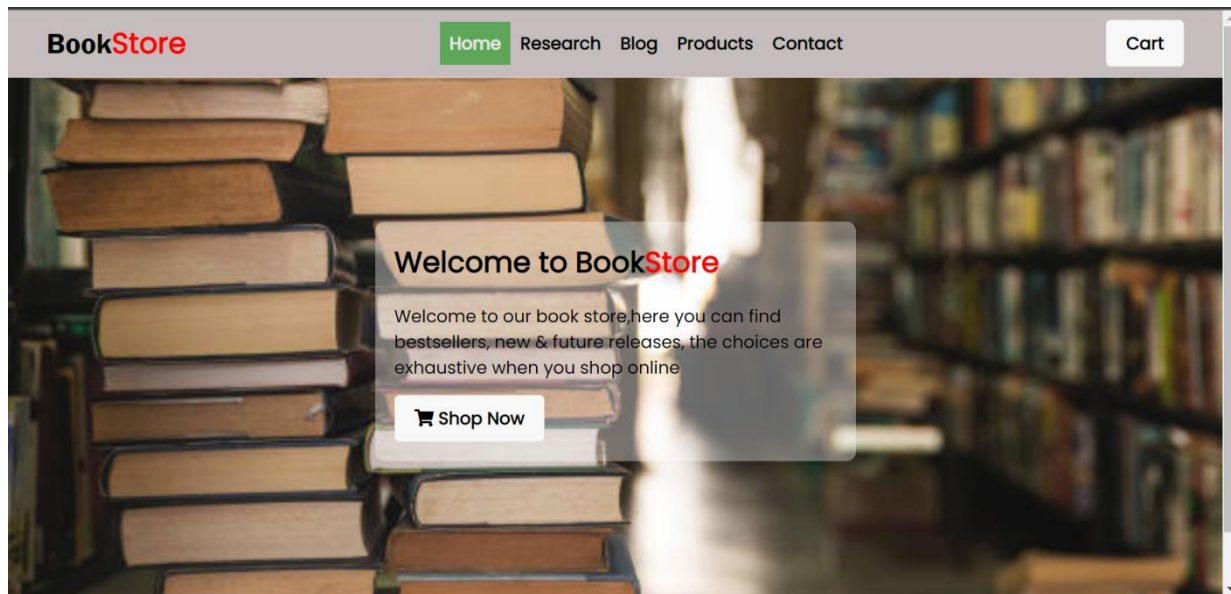 BookStore
Home Research Blog Products Contact
Cart
Welcome to BookStore
Welcome to our book store,here you can find
bestsellers, new & future releases, the choices are
exhaustive when you shop online
Shop Now